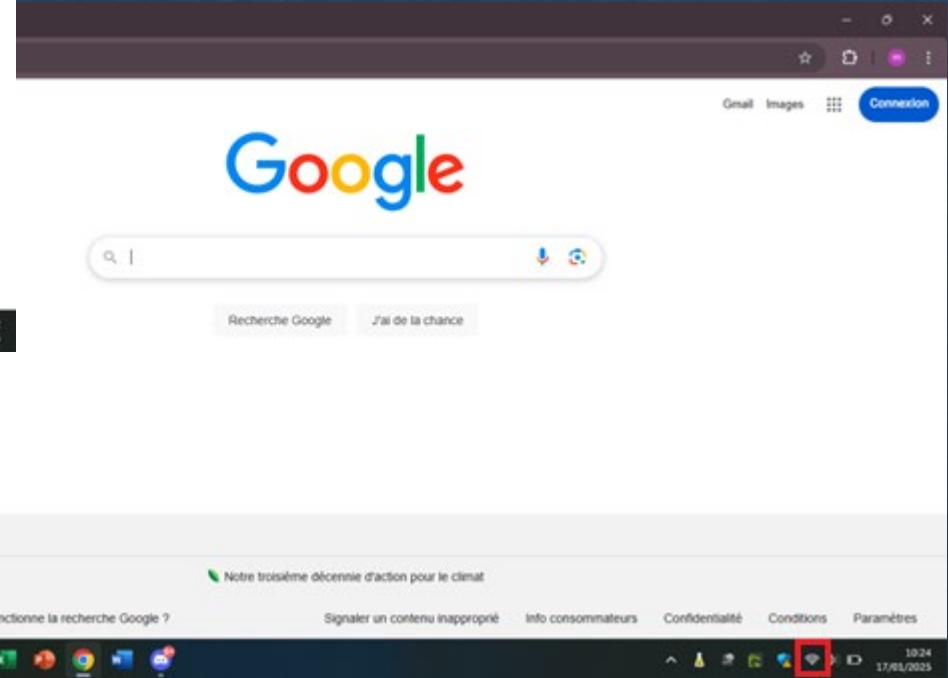 Gmail Images Connexion
Google
Recherche Google J'ai de la chance
Notre troisième décennie d'action pour le climat
nctionne la recherche Google ? Signaler un contenu inapproprié Info consommateurs Confidentialité Conditions Paramètres
10:24
17/01/2025